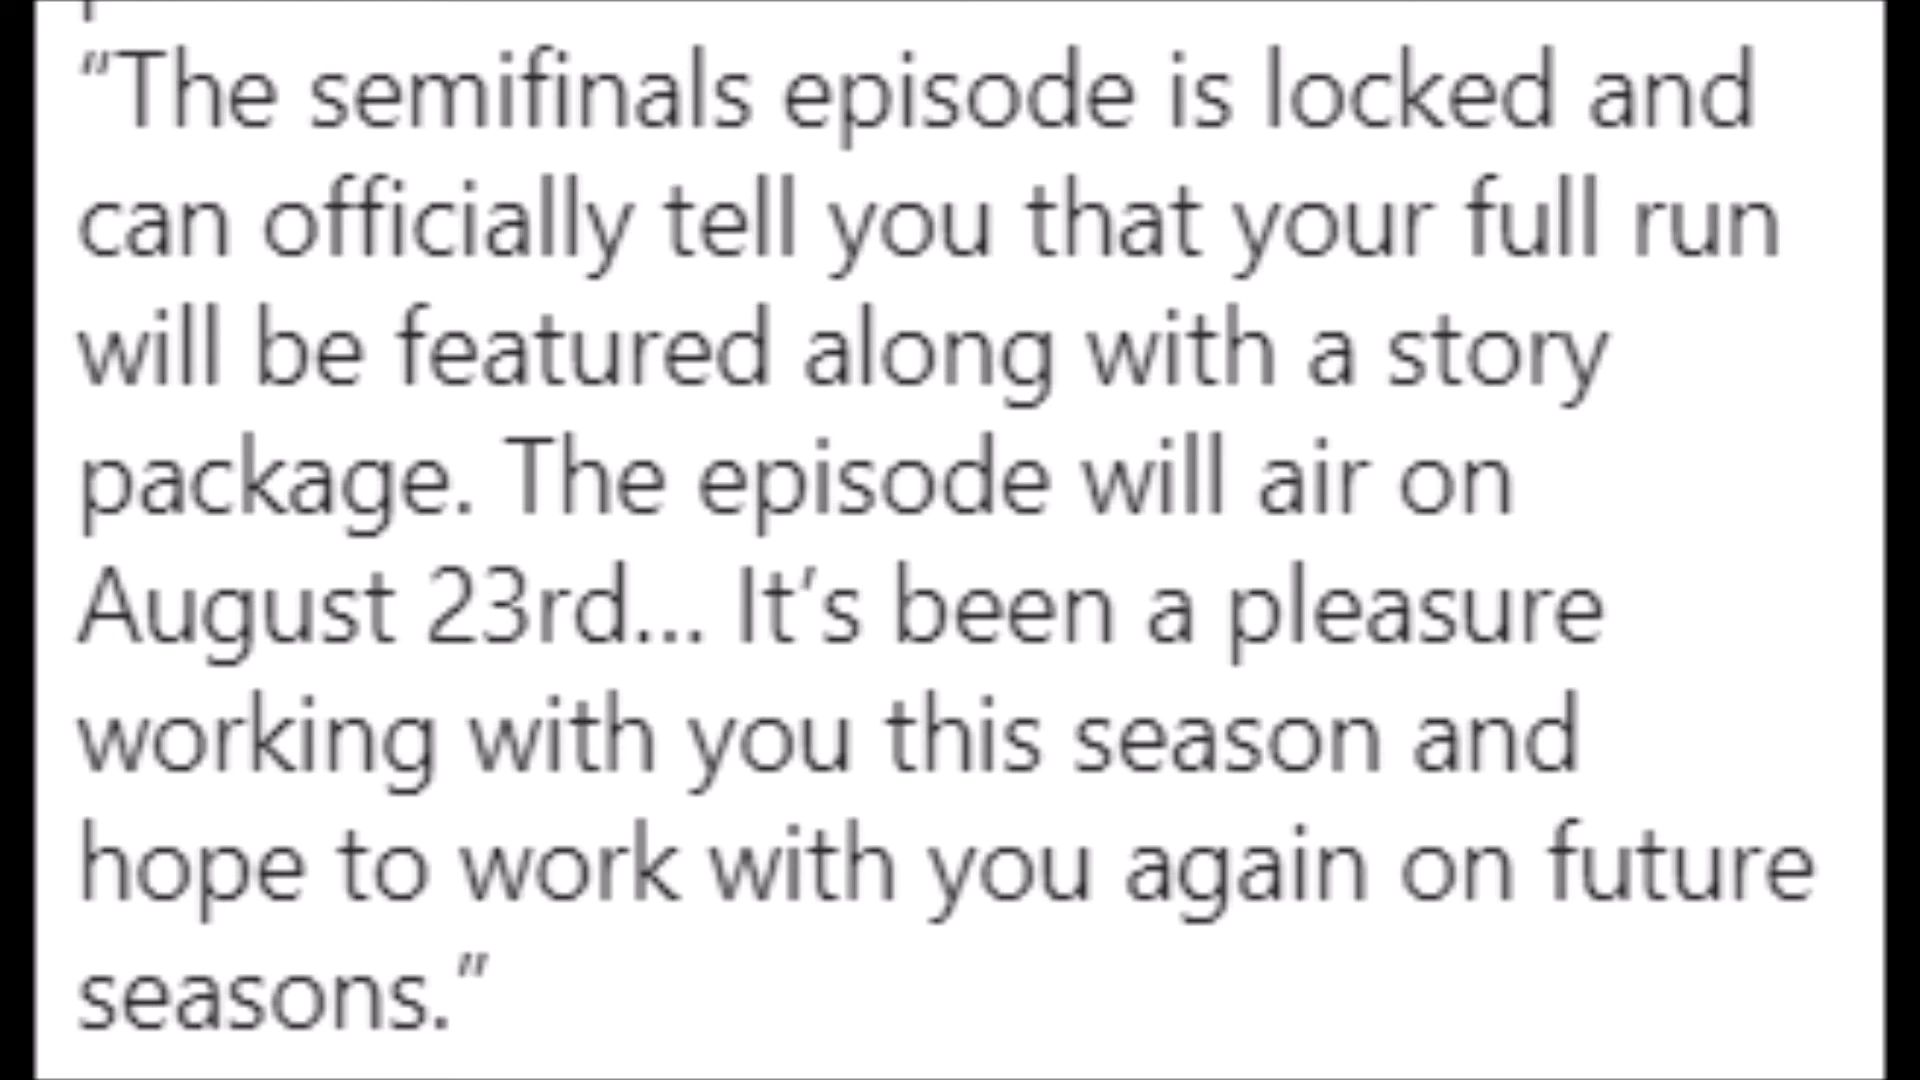 “The semifinals episode is locked and
can officially tell you that your full run
will be featured along with a story
package. The episode will air on
August 23rd... It’s been a pleasure
working with you this season and
hope to work with you again on future
seasons.”